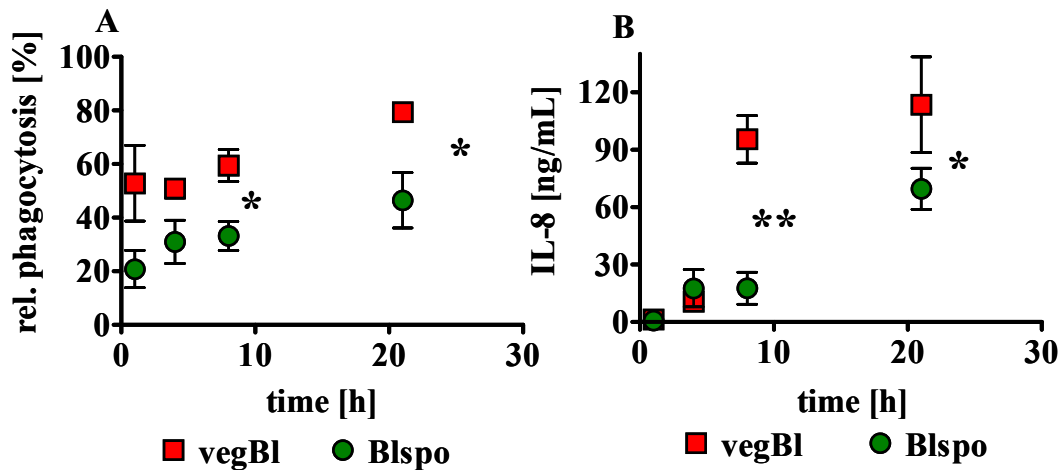 A
rel. phagocytosis [%]
100
80
60
40
20
0
*
*
0 10 20 30
time [h]
vegBl Blspo
B
IL-8 [ng/mL]
120
90
60
30
0
**
*
0 10 20 30
time [h]
vegBl Blspo